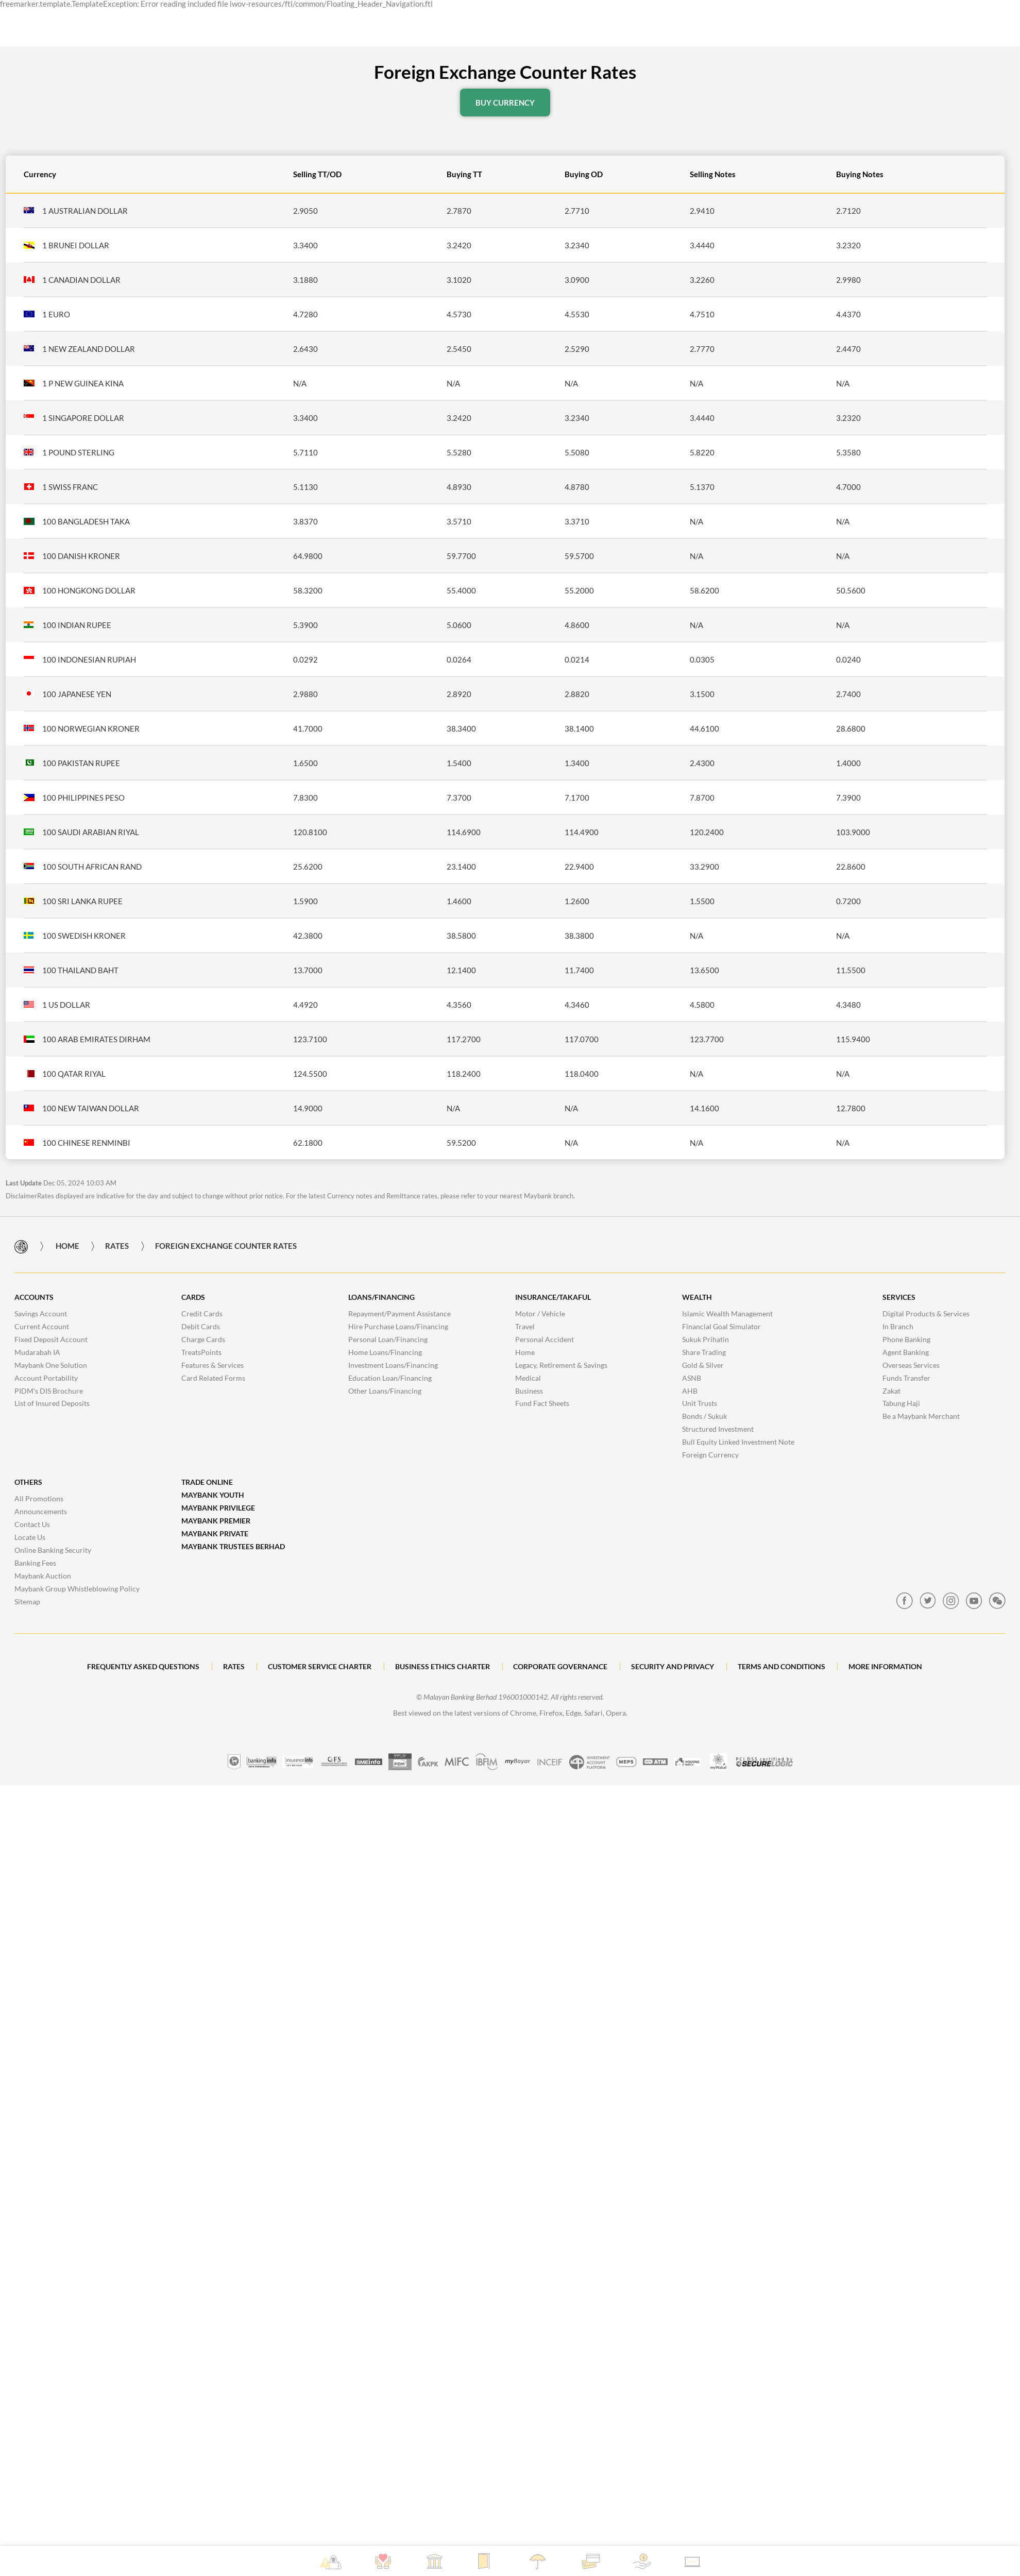 freemarker.template.TemplateException: Error reading included file iwov-resources/ftl/common/Floating_Header_Navigation.ftl
Foreign Exchange Counter Rates
BUY CURRENCY
Currency Selling TT/OD Buying TT Buying OD Selling Notes Buying Notes
1 AUSTRALIAN DOLLAR 2.9050 2.7870 2.7710 2.9410 2.7120
1 BRUNEI DOLLAR 3.3400 3.2420 3.2340 3.4440 3.2320
1 CANADIAN DOLLAR 3.1880 3.1020 3.0900 3.2260 2.9980
1 EURO 4.7280 4.5730 4.5530 4.7510 4.4370
1 NEW ZEALAND DOLLAR 2.6430 2.5450 2.5290 2.7770 2.4470
1 P NEW GUINEA KINA N/A N/A N/A N/A N/A
1 SINGAPORE DOLLAR 3.3400 3.2420 3.2340 3.4440 3.2320
1 POUND STERLING 5.7110 5.5280 5.5080 5.8220 5.3580
1 SWISS FRANC 5.1130 4.8930 4.8780 5.1370 4.7000
100 BANGLADESH TAKA 3.8370 3.5710 3.3710 N/A N/A
100 DANISH KRONER 64.9800 59.7700 59.5700 N/A N/A
100 HONGKONG DOLLAR 58.3200 55.4000 55.2000 58.6200 50.5600
100 INDIAN RUPEE 5.3900 5.0600 4.8600 N/A N/A
100 INDONESIAN RUPIAH 0.0292 0.0264 0.0214 0.0305 0.0240
100 JAPANESE YEN 2.9880 2.8920 2.8820 3.1500 2.7400
100 NORWEGIAN KRONER 41.7000 38.3400 38.1400 44.6100 28.6800
100 PAKISTAN RUPEE 1.6500 1.5400 1.3400 2.4300 1.4000
100 PHILIPPINES PESO 7.8300 7.3700 7.1700 7.8700 7.3900
100 SAUDI ARABIAN RIYAL 120.8100 114.6900 114.4900 120.2400 103.9000
100 SOUTH AFRICAN RAND 25.6200 23.1400 22.9400 33.2900 22.8600
100 SRI LANKA RUPEE 1.5900 1.4600 1.2600 1.5500 0.7200
100 SWEDISH KRONER 42.3800 38.5800 38.3800 N/A N/A
100 THAILAND BAHT 13.7000 12.1400 11.7400 13.6500 11.5500
1 US DOLLAR 4.4920 4.3560 4.3460 4.5800 4.3480
100 ARAB EMIRATES DIRHAM 123.7100 117.2700 117.0700 123.7700 115.9400
100 QATAR RIYAL 124.5500 118.2400 118.0400 N/A N/A
100 NEW TAIWAN DOLLAR 14.9000 N/A N/A 14.1600 12.7800
100 CHINESE RENMINBI 62.1800 59.5200 N/A N/A N/A
Last Update Dec 05, 2024 10:03 AM
DisclaimerRates displayed are indicative for the day and subject to change without prior notice. For the latest Currency notes and Remittance rates, please refer to your nearest Maybank branch.
HOME RATES FOREIGN EXCHANGE COUNTER RATES
ACCOUNTS
Savings Account
Current Account
Fixed Deposit Account
Mudarabah IA
Maybank One Solution
Account Portability
PIDM's DIS Brochure
List of Insured Deposits
CARDS
Credit Cards
Debit Cards
Charge Cards
TreatsPoints
Features & Services
Card Related Forms
LOANS/FINANCING
Repayment/Payment Assistance
Hire Purchase Loans/Financing
Personal Loan/Financing
Home Loans/Financing
Investment Loans/Financing
Education Loan/Financing
Other Loans/Financing
INSURANCE/TAKAFUL
Motor / Vehicle
Travel
Personal Accident
Home
Legacy, Retirement & Savings
Medical
Business
Fund Fact Sheets
WEALTH
Islamic Wealth Management
Financial Goal Simulator
Sukuk Prihatin
Share Trading
Gold & Silver
ASNB
AHB
Unit Trusts
Bonds / Sukuk
Structured Investment
Bull Equity Linked Investment Note
Foreign Currency
SERVICES
Digital Products & Services
In Branch
Phone Banking
Agent Banking
Overseas Services
Funds Transfer
Zakat
Tabung Haji
Be a Maybank Merchant
OTHERS
All Promotions
Announcements
Contact Us
Locate Us
Online Banking Security
Banking Fees
Maybank Auction
Maybank Group Whistleblowing Policy
Sitemap
TRADE ONLINE
MAYBANK YOUTH
MAYBANK PRIVILEGE
MAYBANK PREMIER
MAYBANK PRIVATE
MAYBANK TRUSTEES BERHAD
FREQUENTLY ASKED QUESTIONS RATES CUSTOMER SERVICE CHARTER BUSINESS ETHICS CHARTER CORPORATE GOVERNANCE SECURITY AND PRIVACY TERMS AND CONDITIONS MORE INFORMATION
© Malayan Banking Berhad 196001000142. All rights reserved.
Best viewed on the latest versions of Chrome, Firefox, Edge, Safari, Opera.
bankinginfo insuranceinfo OFS SMEinfo AKPK MIFC IBFIM myBayar INCEIF INVESTMENT ACCOUNT PLATFORM MEPS ATM SECURELOGIC